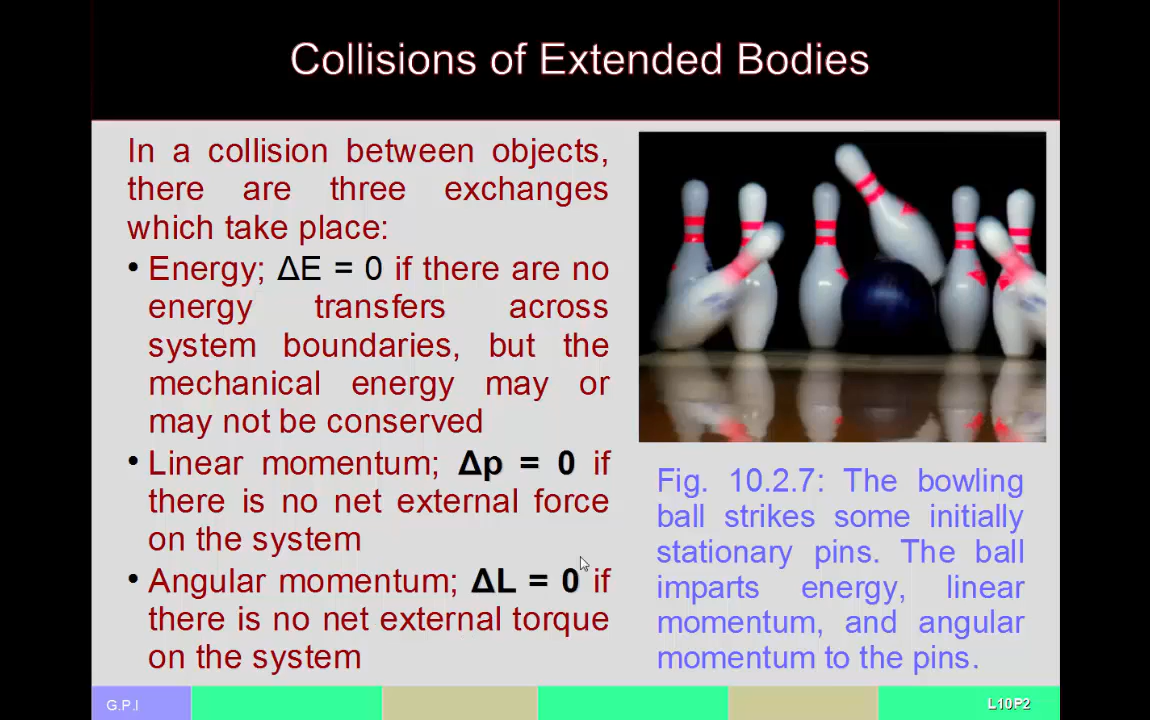 Collisions of Extended Bodies
In a collision between objects,
there are three exchanges
which take place:
• Energy; ΔE = 0 if there are no
energy transfers across
system boundaries, but the
mechanical energy may or
may not be conserved
• Linear momentum; Δp = 0 if
there is no net external force
on the system
• Angular momentum; ΔL = 0 if
there is no net external torque
on the system
Fig. 10.2.7: The bowling
ball strikes some initially
stationary pins. The ball
imparts energy, linear
momentum, and angular
momentum to the pins.
G.P.I
L10P2